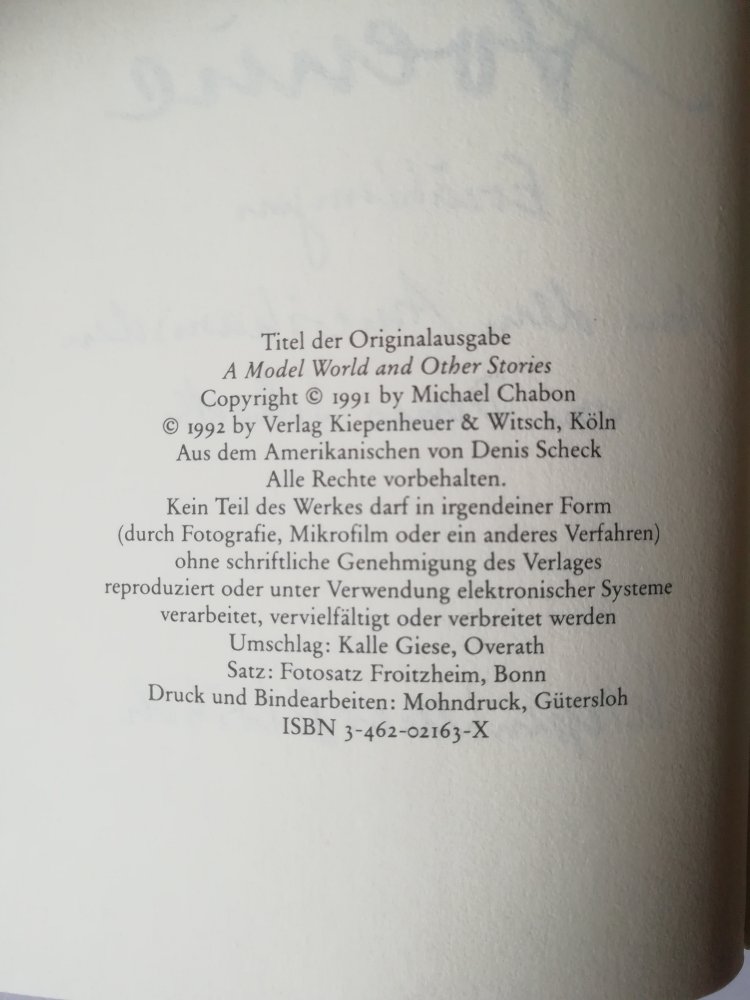 Titel der Originalausgabe
A Model World and Other Stories
Copyright © 1991 by Michael Chabon
© 1992 by Verlag Kiepenheuer & Witsch, Köln
Aus dem Amerikanischen von Denis Scheck
Alle Rechte vorbehalten.
Kein Teil des Werkes darf in irgendeiner Form
(durch Fotografie, Mikrofilm oder ein anderes Verfahren)
ohne schriftliche Genehmigung des Verlages
reproduziert oder unter Verwendung elektronischer Systeme
verarbeitet, vervielfältigt oder verbreitet werden
Umschlag: Kalle Giese, Overath
Satz: Fotosatz Froitzheim, Bonn
Druck und Bindearbeiten: Mohndruck, Gütersloh
ISBN 3-462-02163-X